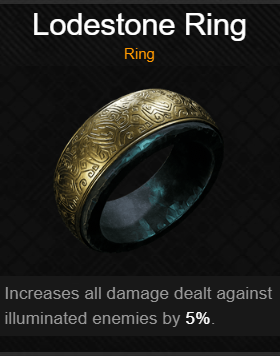 Lodestone Ring
Ring
Increases all damage dealt against
illuminated enemies by 5%.